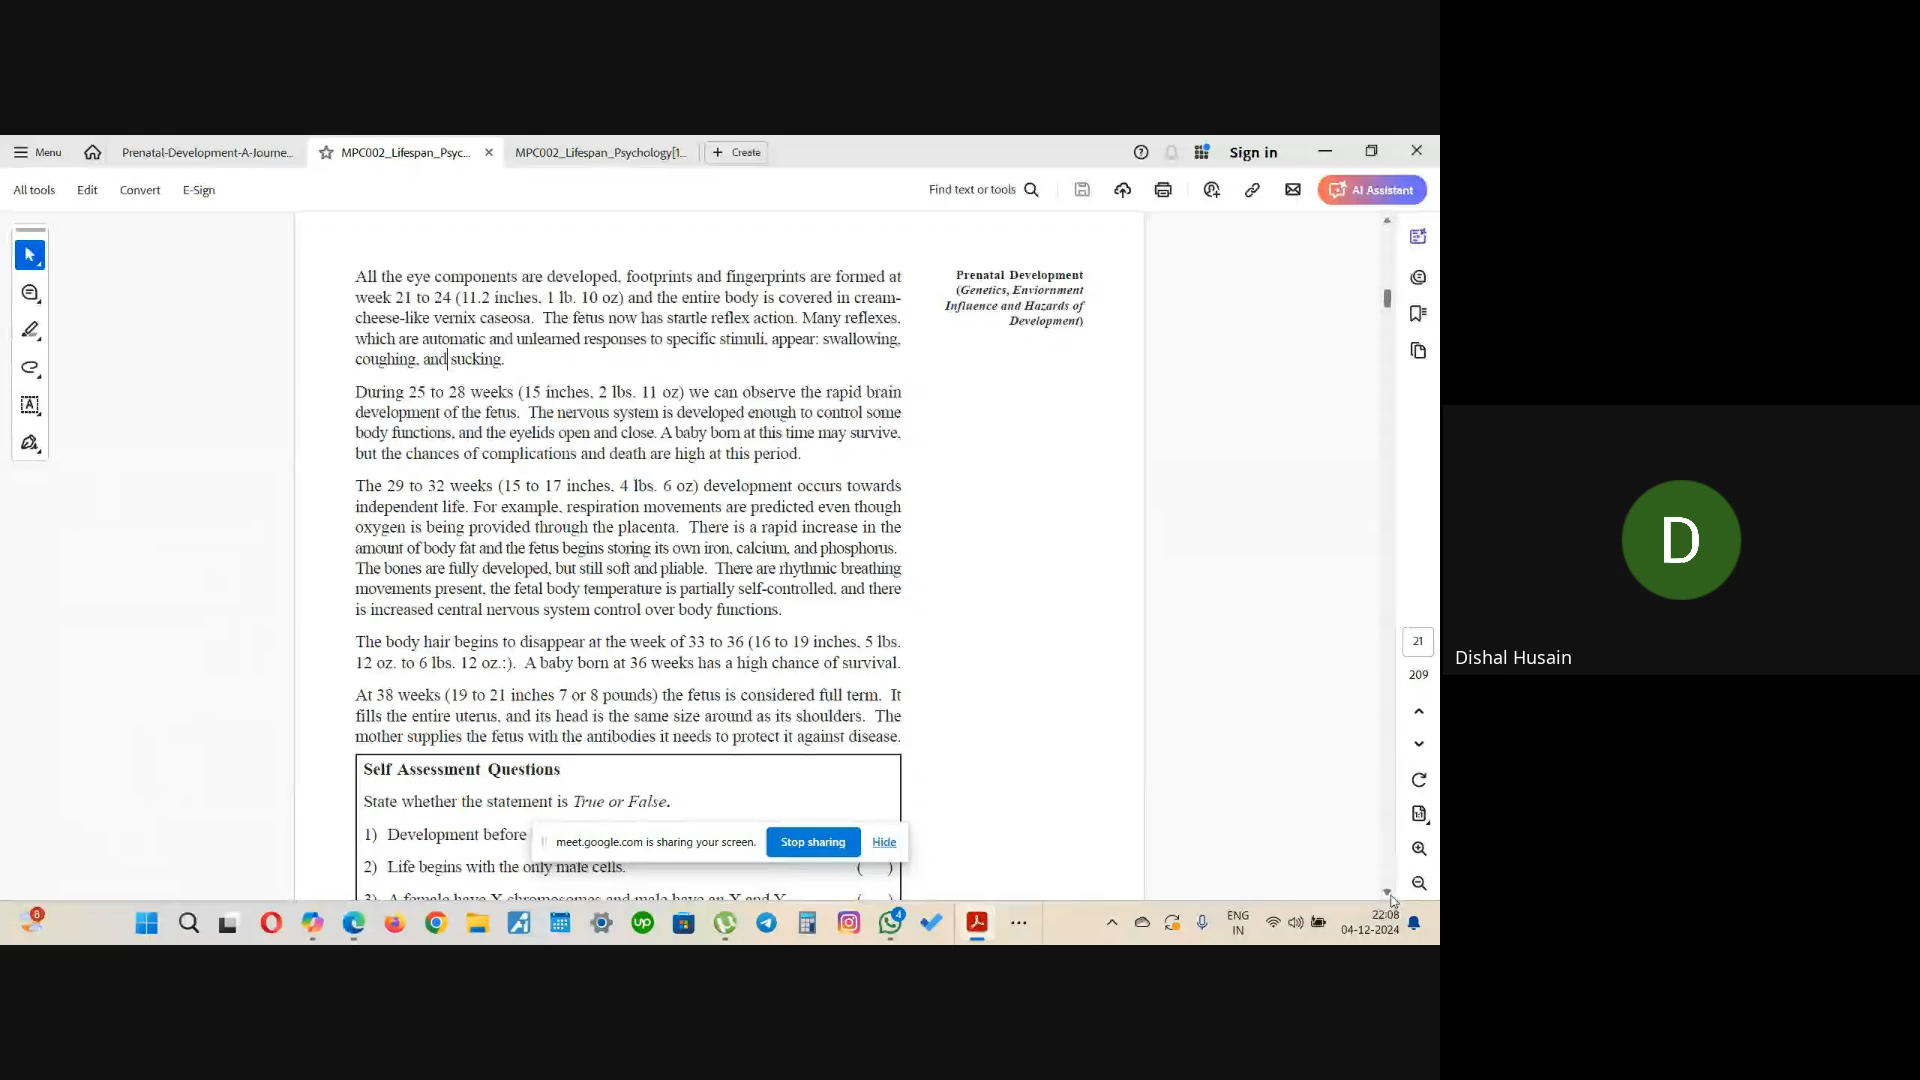 Menu
Prenatal-Development-A-Journe...
MPC002_Lifespan_Psyc...
MPC002_Lifespan_Psychology[1...
+ Create
Sign in
All tools
Edit
Convert
E-Sign
Find text or tools
AI Assistant
All the eye components are developed, footprints and fingerprints are formed at
week 21 to 24 (11.2 inches, 1 lb. 10 oz) and the entire body is covered in cream-
cheese-like vernix caseosa. The fetus now has startle reflex action. Many reflexes,
which are automatic and unlearned responses to specific stimuli, appear: swallowing,
coughing, and sucking.
Prenatal Development
(Genetics, Enviornment
Influence and Hazards of
Development)
During 25 to 28 weeks (15 inches, 2 lbs. 11 oz) we can observe the rapid brain
development of the fetus. The nervous system is developed enough to control some
body functions, and the eyelids open and close. A baby born at this time may survive,
but the chances of complications and death are high at this period.
The 29 to 32 weeks (15 to 17 inches, 4 lbs. 6 oz) development occurs towards
independent life. For example, respiration movements are predicted even though
oxygen is being provided through the placenta. There is a rapid increase in the
amount of body fat and the fetus begins storing its own iron, calcium, and phosphorus.
The bones are fully developed, but still soft and pliable. There are rhythmic breathing
movements present, the fetal body temperature is partially self-controlled, and there
is increased central nervous system control over body functions.
The body hair begins to disappear at the week of 33 to 36 (16 to 19 inches, 5 lbs.
12 oz. to 6 lbs. 12 oz.:). A baby born at 36 weeks has a high chance of survival.
At 38 weeks (19 to 21 inches 7 or 8 pounds) the fetus is considered full term. It
fills the entire uterus, and its head is the same size around as its shoulders. The
mother supplies the fetus with the antibodies it needs to protect it against disease.
Self Assessment Questions
State whether the statement is True or False.
1) Development before
2) Life begins with the only male cells. ( )
3) A female have X chromosomes and male have an X and Y ( )
meet.google.com is sharing your screen.
Stop sharing
Hide
21
209
D
Dishal Husain
8
up
4
ENG
IN
22:08
04-12-2024